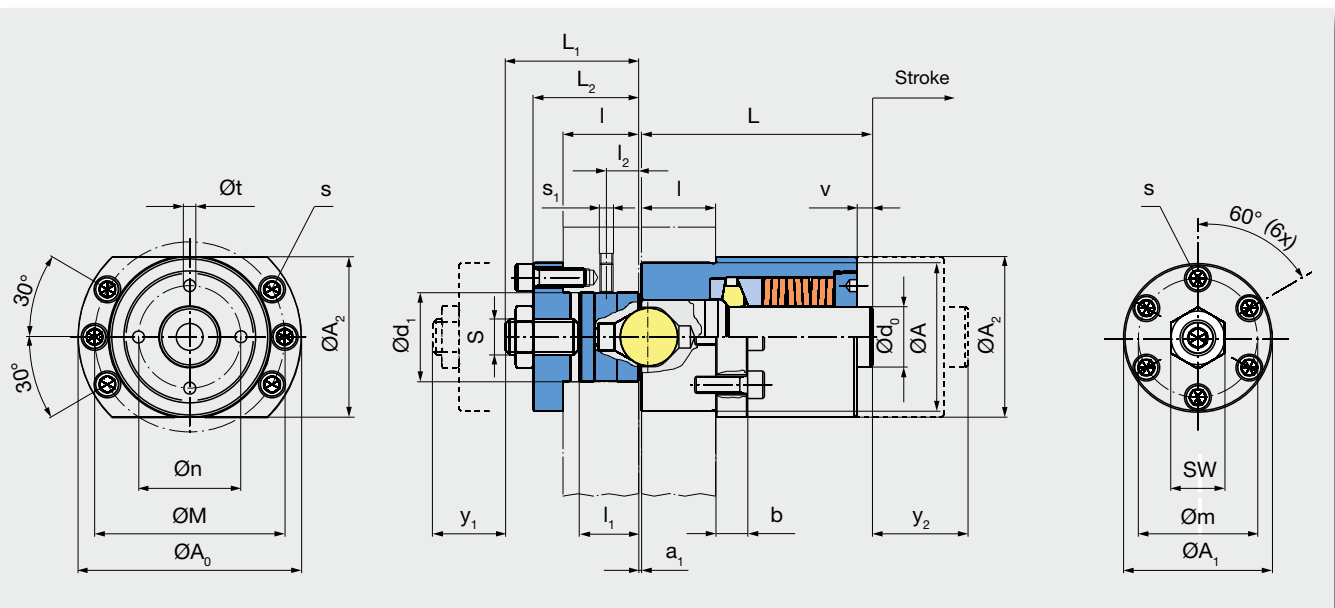 L₁
L₂
Stroke
l
L
l₂
Øt
s
s₁
l
v
s
60° (6x)
30°
30°
ØA₂
Ød₁
S
Ød₀
ØA
ØA₂
Øn
SW
ØM
y₁
l₁
a₁
b
y₂
Øm
ØA₀
ØA₁